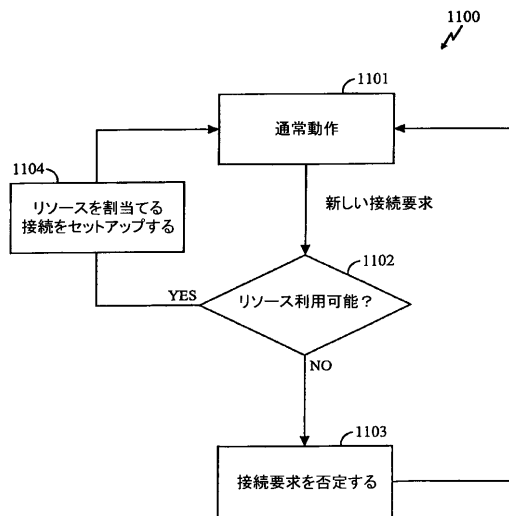 1100
1101
通常動作
1104
リソースを割当てる
接続をセットアップする
新しい接続要求
1102
リソース利用可能？
YES
NO
1103
接続要求を否定する